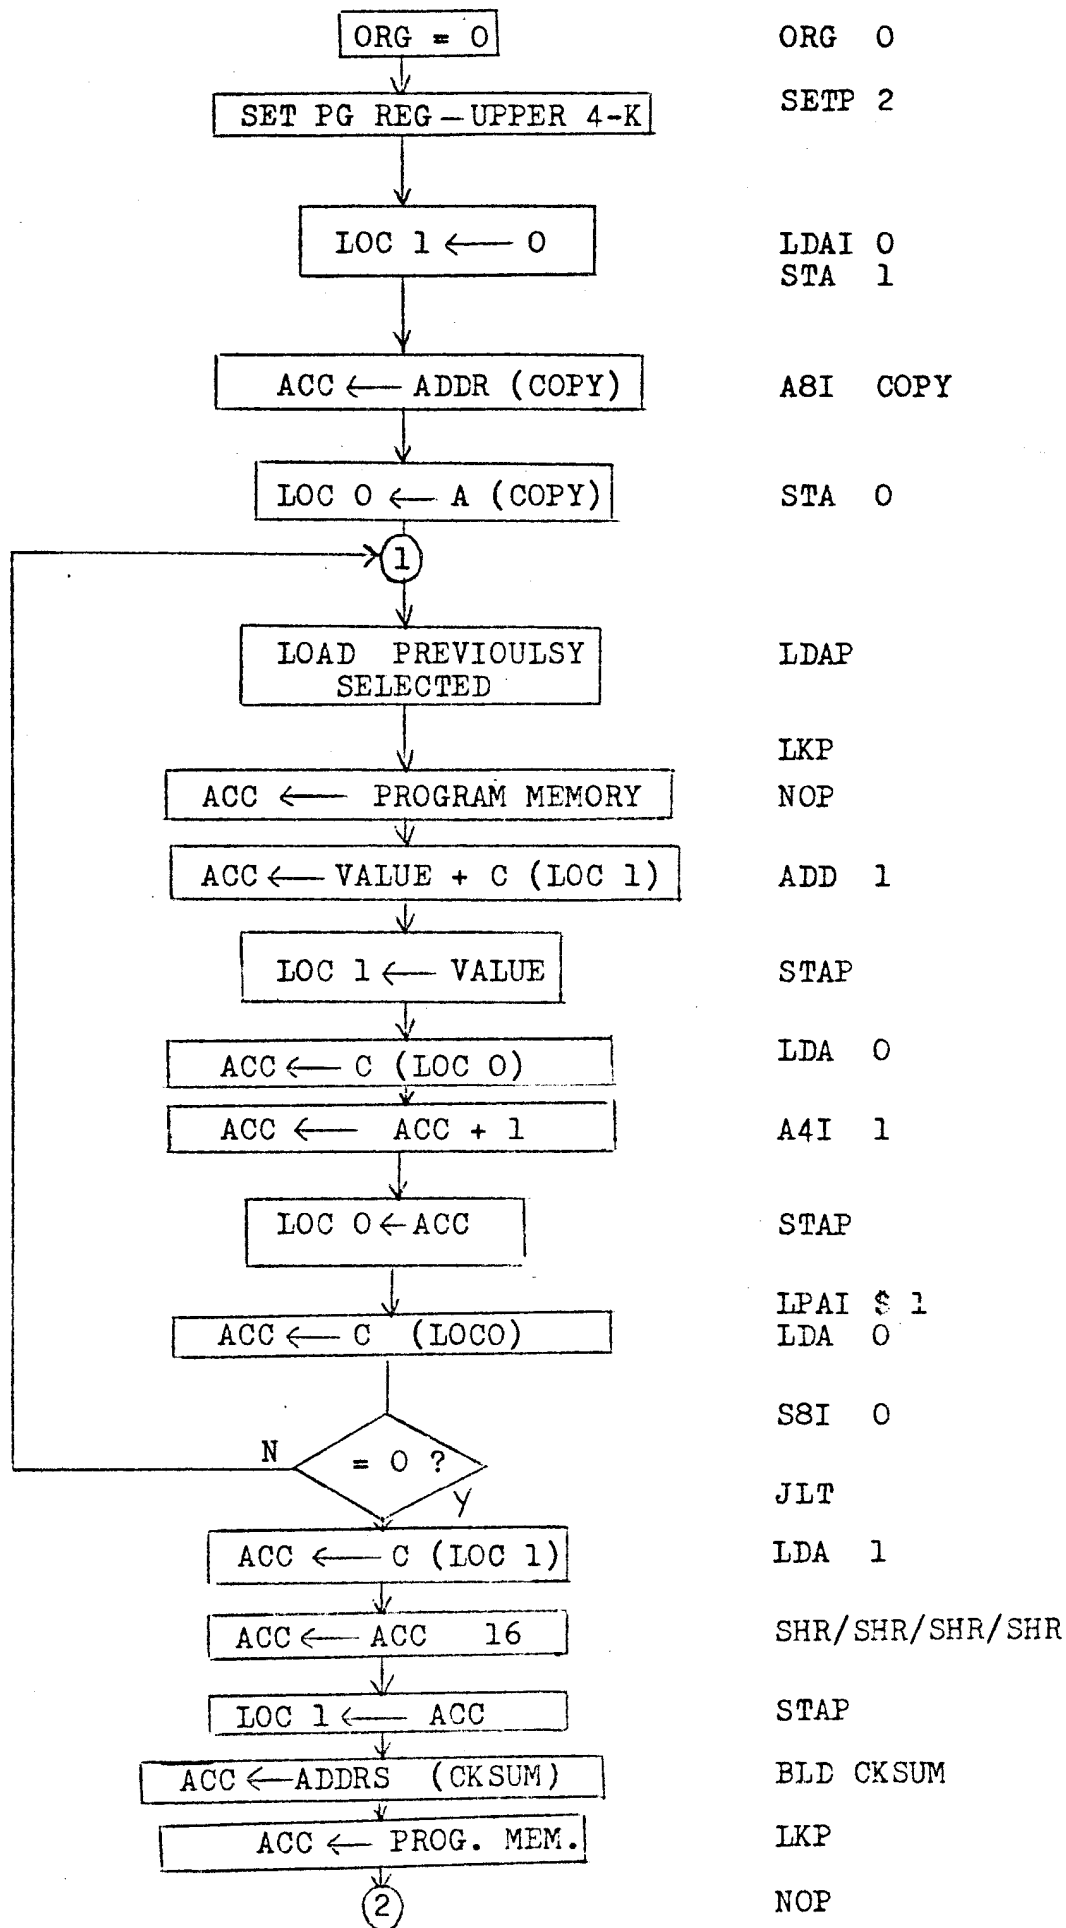 ORG = 0    ORG 0
SET PG REG—UPPER 4-K    SETP 2
LOC 1 ← 0    LDAI 0
STA 1
ACC ← ADDR (COPY)    A8I COPY
LOC 0 ← A (COPY)    STA 0
1
LOAD PREVIOULSY    LDAP
SELECTED
LKP
ACC ← PROGRAM MEMORY    NOP
ACC ← VALUE + C (LOC 1)    ADD 1
LOC 1 ← VALUE    STAP
ACC ← C (LOC 0)    LDA 0
ACC ← ACC + 1    A4I 1
LOC 0 ← ACC    STAP
LPAI $ 1
ACC ← C (LOC0)    LDA 0
S8I 0
N = 0 ?
Y    JLT
ACC ← C (LOC 1)    LDA 1
ACC ← ACC 16    SHR/SHR/SHR/SHR
LOC 1 ← ACC    STAP
ACC ← ADDRS (CKSUM)    BLD CKSUM
ACC ← PROG. MEM.    LKP
2    NOP